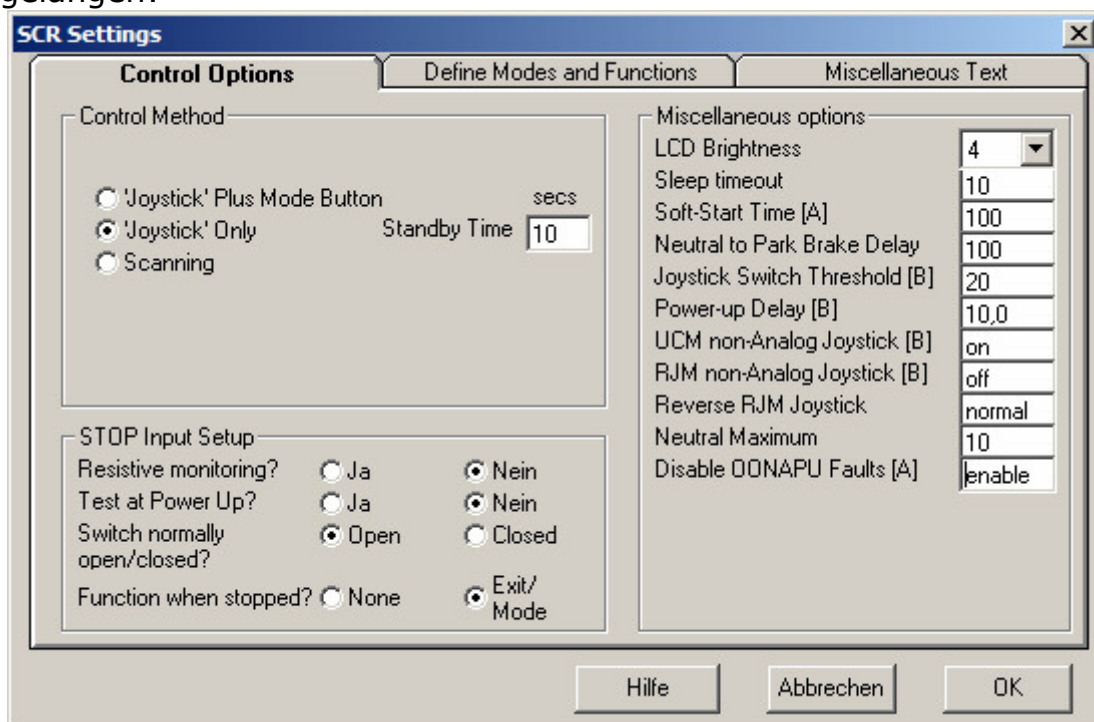 gelangen.
SCR Settings
Control Options
Define Modes and Functions
Miscellaneous Text
Control Method
'Joystick' Plus Mode Button
'Joystick' Only
Scanning
secs
Standby Time 10
STOP Input Setup
Resistive monitoring? Ja Nein
Test at Power Up? Ja Nein
Switch normally Open Closed
open/closed?
Function when stopped? None Exit/
Mode
Miscellaneous options
LCD Brightness 4
Sleep timeout 10
Soft-Start Time [A] 100
Neutral to Park Brake Delay 100
Joystick Switch Threshold [B] 20
Power-up Delay [B] 10,0
UCM non-Analog Joystick [B] on
RJM non-Analog Joystick [B] off
Reverse RJM Joystick normal
Neutral Maximum 10
Disable OONAPU Faults [A] enable
Hilfe
Abbrechen
OK